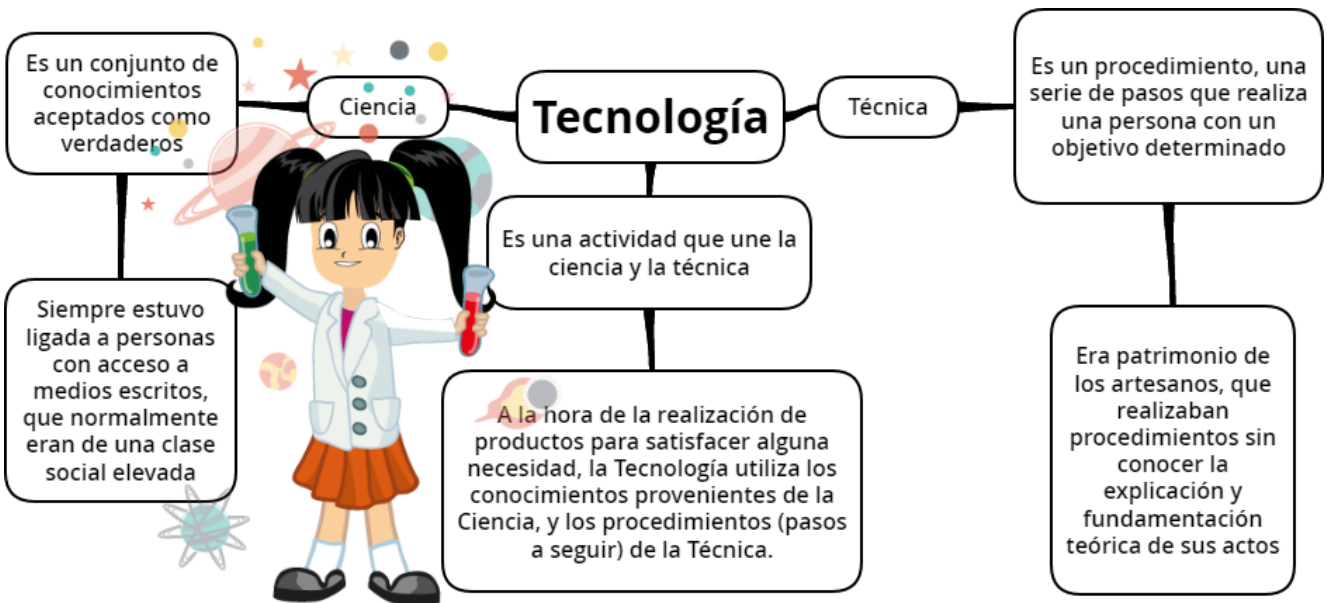 Tecnología
Ciencia
Es un conjunto de
conocimientos
aceptados como
verdaderos
Siempre estuvo
ligada a personas
con acceso a
medios escritos,
que normalmente
eran de una clase
social elevada
Es una actividad que une la
ciencia y la técnica
A la hora de la realización de
productos para satisfacer alguna
necesidad, la Tecnología utiliza los
conocimientos provenientes de la
Ciencia, y los procedimientos (pasos
a seguir) de la Técnica.
Técnica
Es un procedimiento, una
serie de pasos que realiza
una persona con un
objetivo determinado
Era patrimonio de
los artesanos, que
realizaban
procedimientos sin
conocer la
explicación y
fundamentación
teórica de sus actos